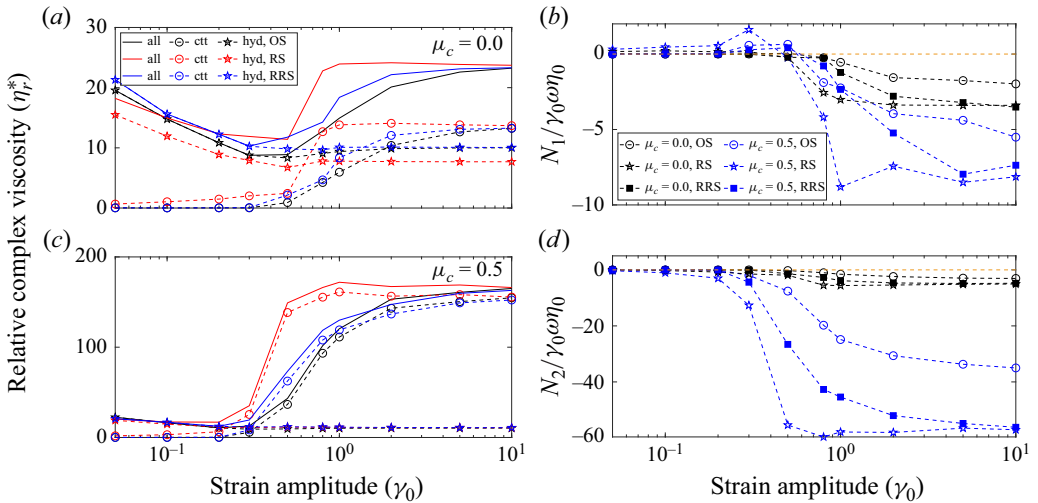 (a)
30
20
10
0
all ctt hyd, OS
all ctt hyd, RS
all ctt hyd, RRS
μc = 0.0
(b)
0
−5
−10
N1/γ0ωη0
μc = 0.0, OS μc = 0.5, OS
μc = 0.0, RS μc = 0.5, RS
μc = 0.0, RRS μc = 0.5, RRS
Relative complex viscosity (ηr*)
(c)
200
100
0
μc = 0.5
10−1 100 101
Strain amplitude (γ0)
(d)
0
−20
−40
−60
N2/γ0ωη0
10−1 100 101
Strain amplitude (γ0)